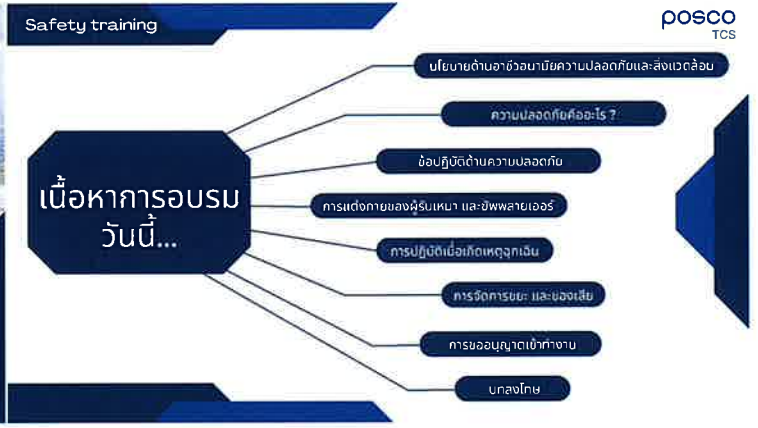 Safety training
posco
TCS
เนื้อหาการอบรม
วันนี้...
นโยบายด้านอาชีวอนามัยความปลอดภัยและสิ่งแวดล้อม
ความปลอดภัยคืออะไร ?
ข้อปฏิบัติด้านความปลอดภัย
การแต่งกายของผู้รับเหมา และซัพพลายเออร์
การปฏิบัติเมื่อเกิดเหตุฉุกเฉิน
การจัดการขยะ และของเสีย
การขออนุญาตเข้าทำงาน
บทลงโทษ